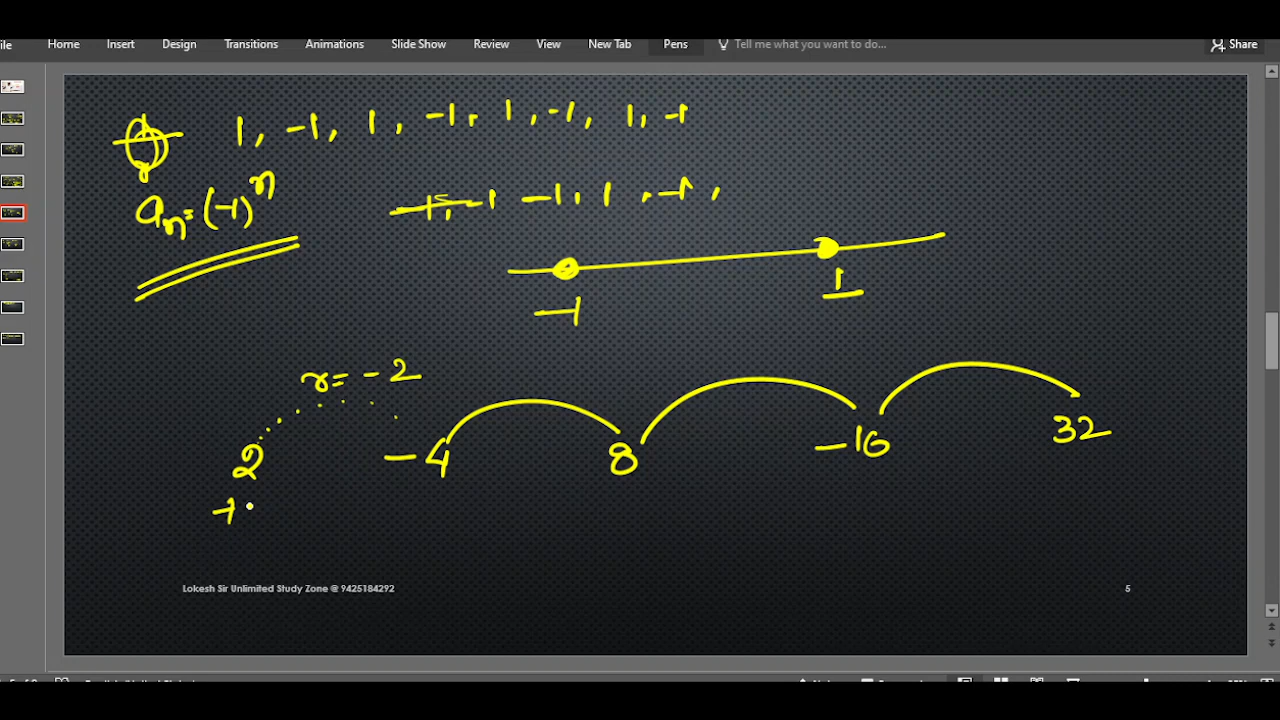 File Home Insert Design Transitions Animations Slide Show Review View New Tab Pens Tell me what you want to do... Share
1, -1, 1, -1, 1, -1, 1, -1
aₙ = (-1)ⁿ
1 -1, 1, -1,
-1 1
r = -2
2 -4 8 -16 32
+
Lokesh Sir Unlimited Study Zone @ 9425184292 5